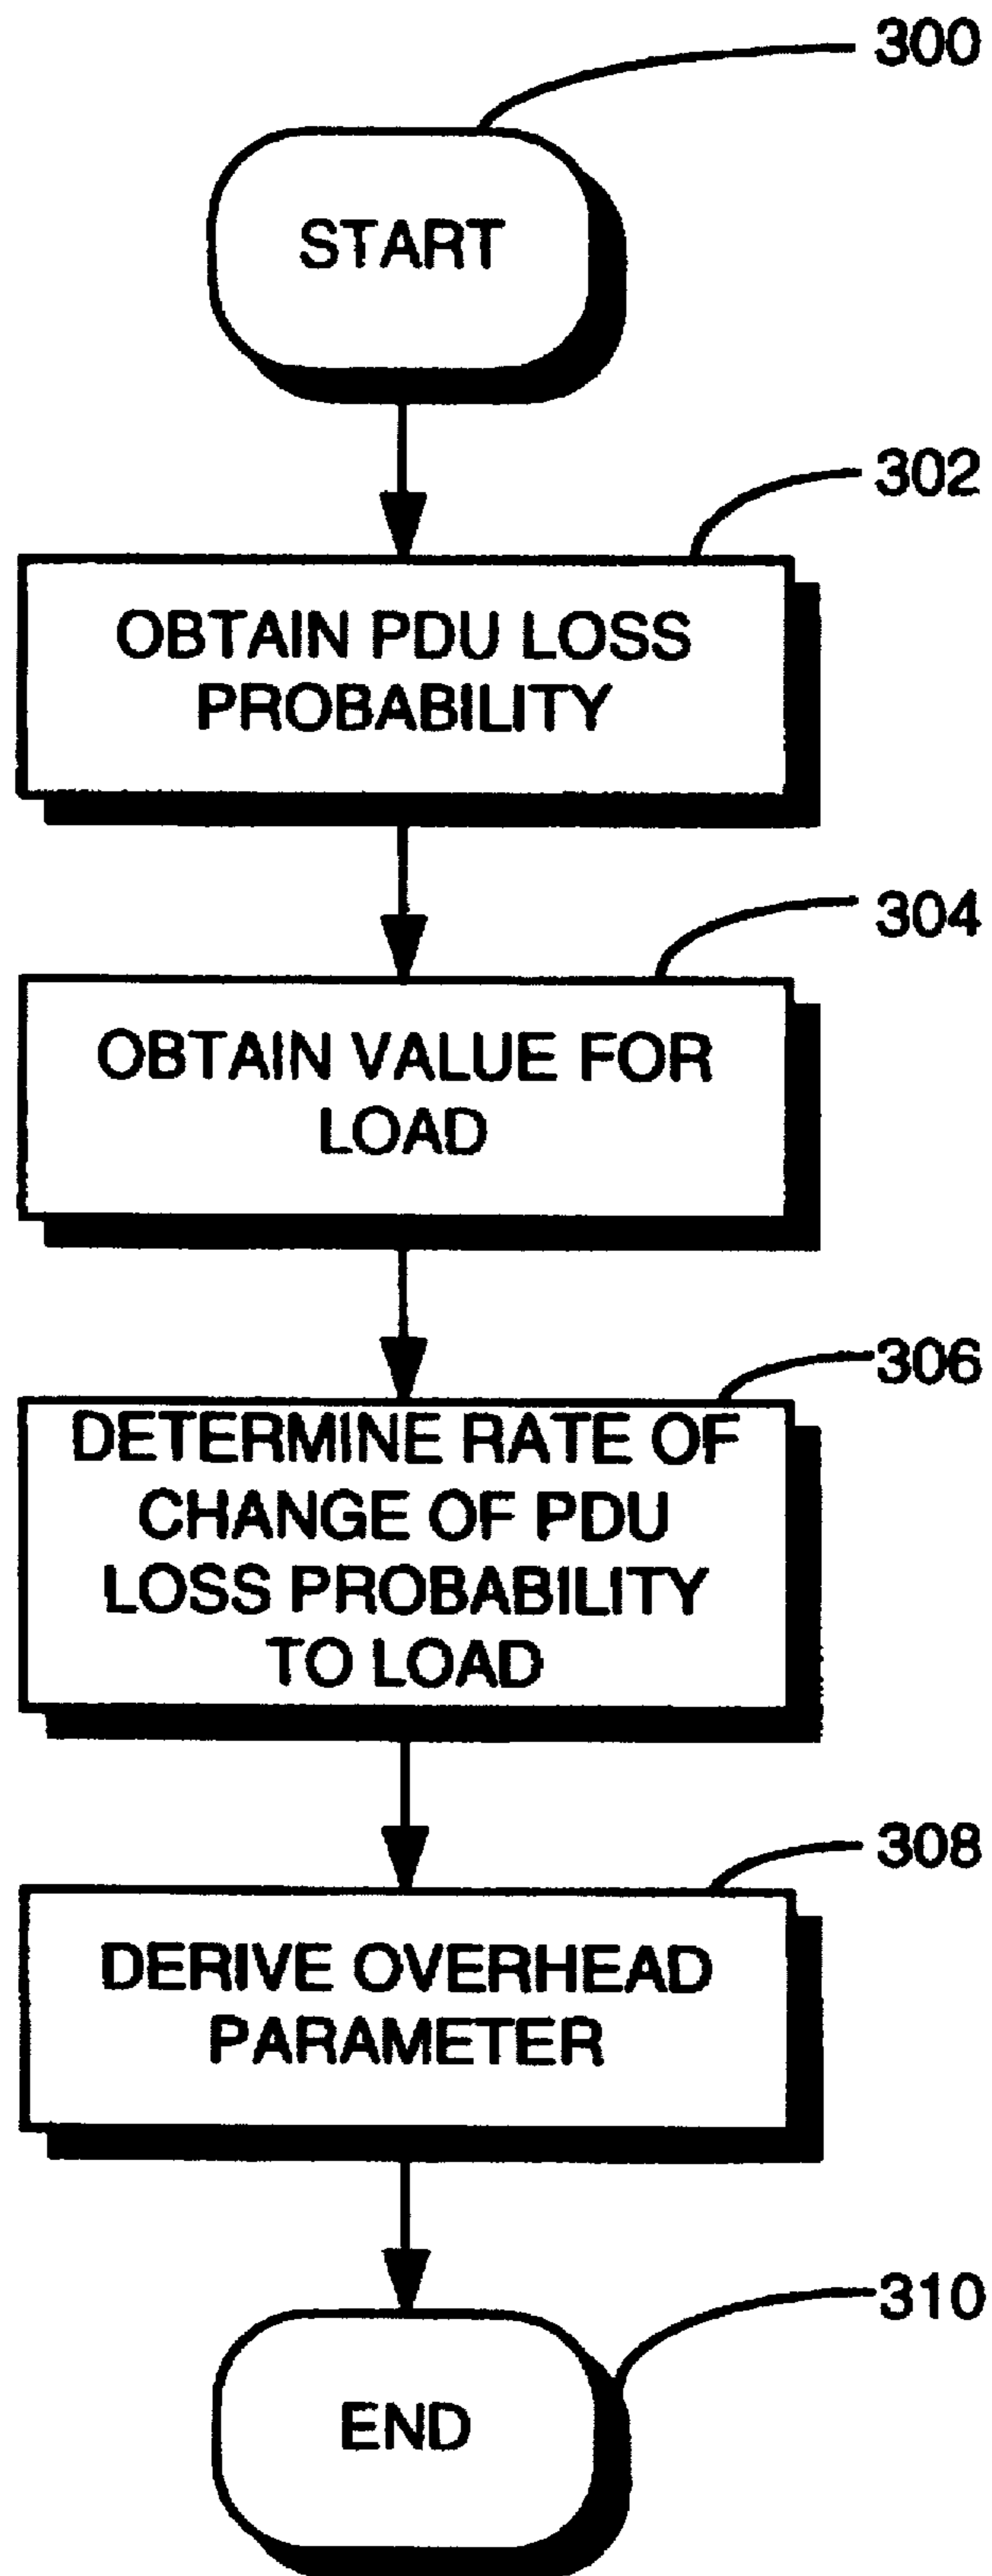 300
START
302
OBTAIN PDU LOSS
PROBABILITY
304
OBTAIN VALUE FOR
LOAD
306
DETERMINE RATE OF
CHANGE OF PDU
LOSS PROBABILITY
TO LOAD
308
DERIVE OVERHEAD
PARAMETER
310
END